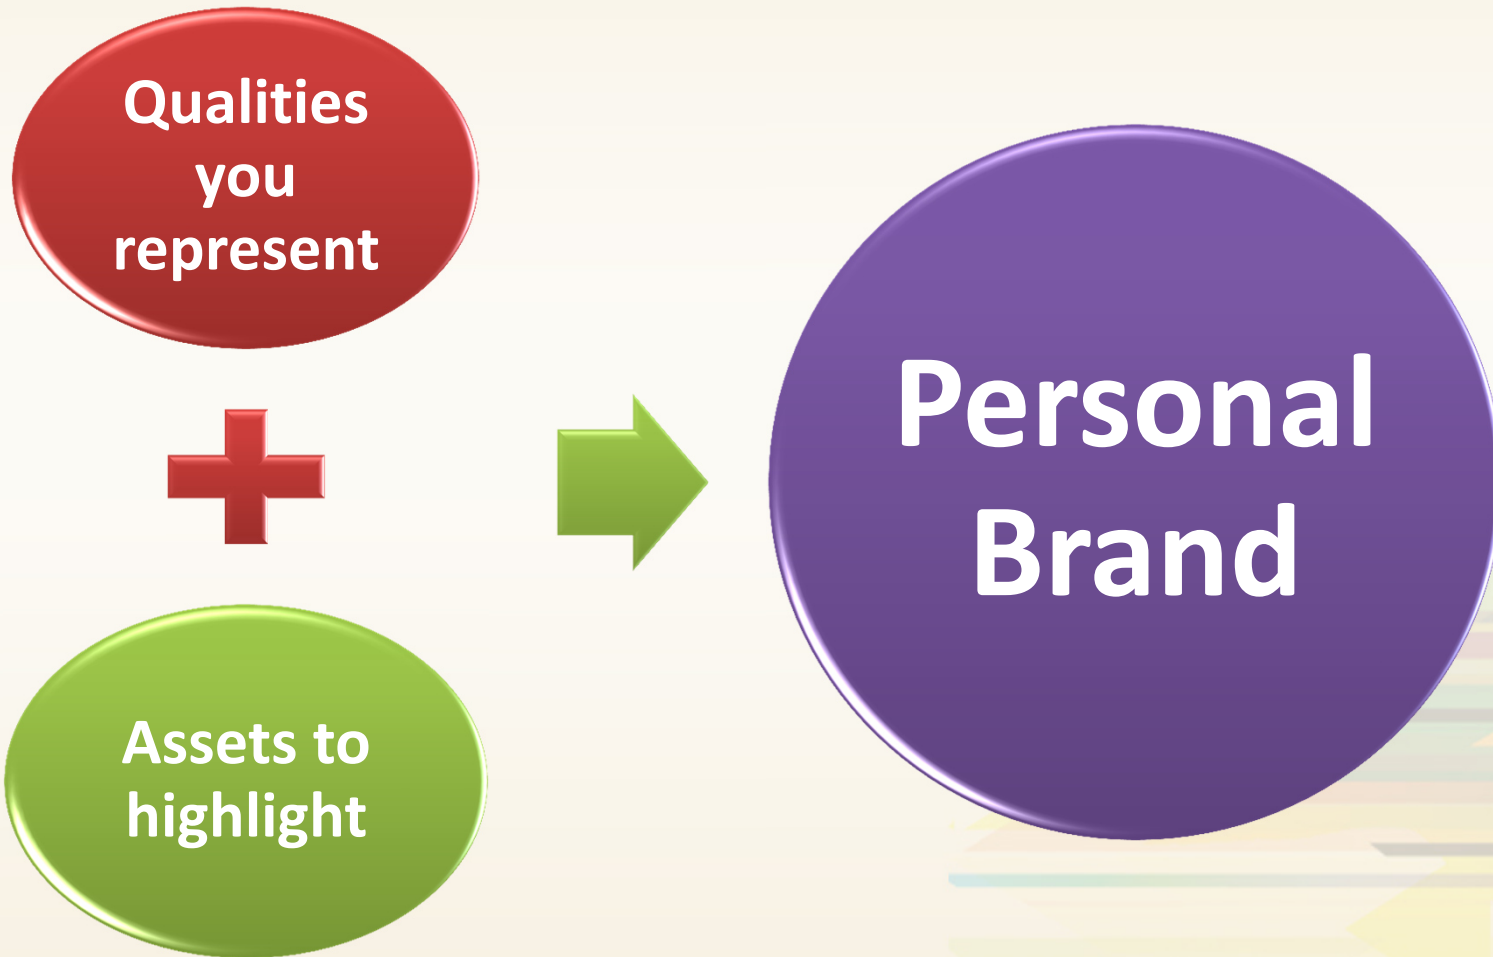 Qualities
you
represent
Assets to
highlight
Personal
Brand